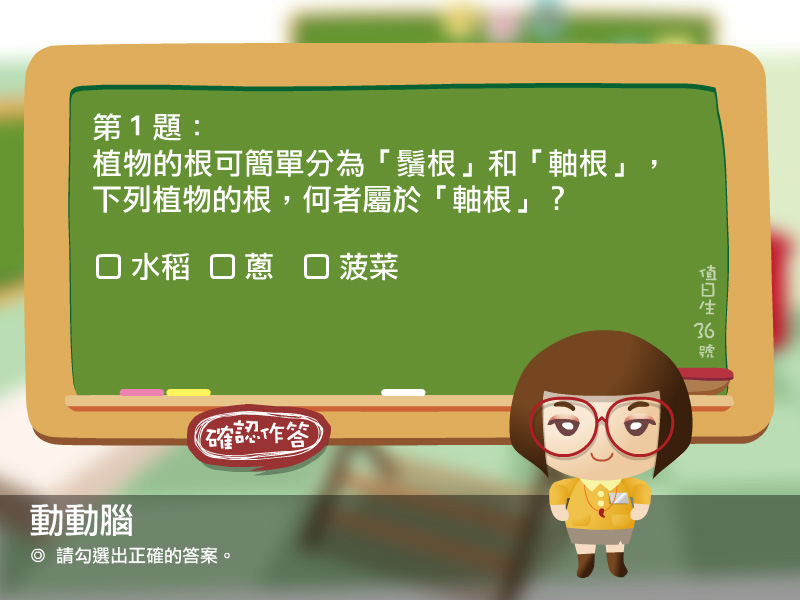 第1題：
植物的根可簡單分為「鬚根」和「軸根」，
下列植物的根，何者屬於「軸根」？
水稻 蔥 菠菜
值日生 36 號
確認作答
動動腦
◎ 請勾選出正確的答案。